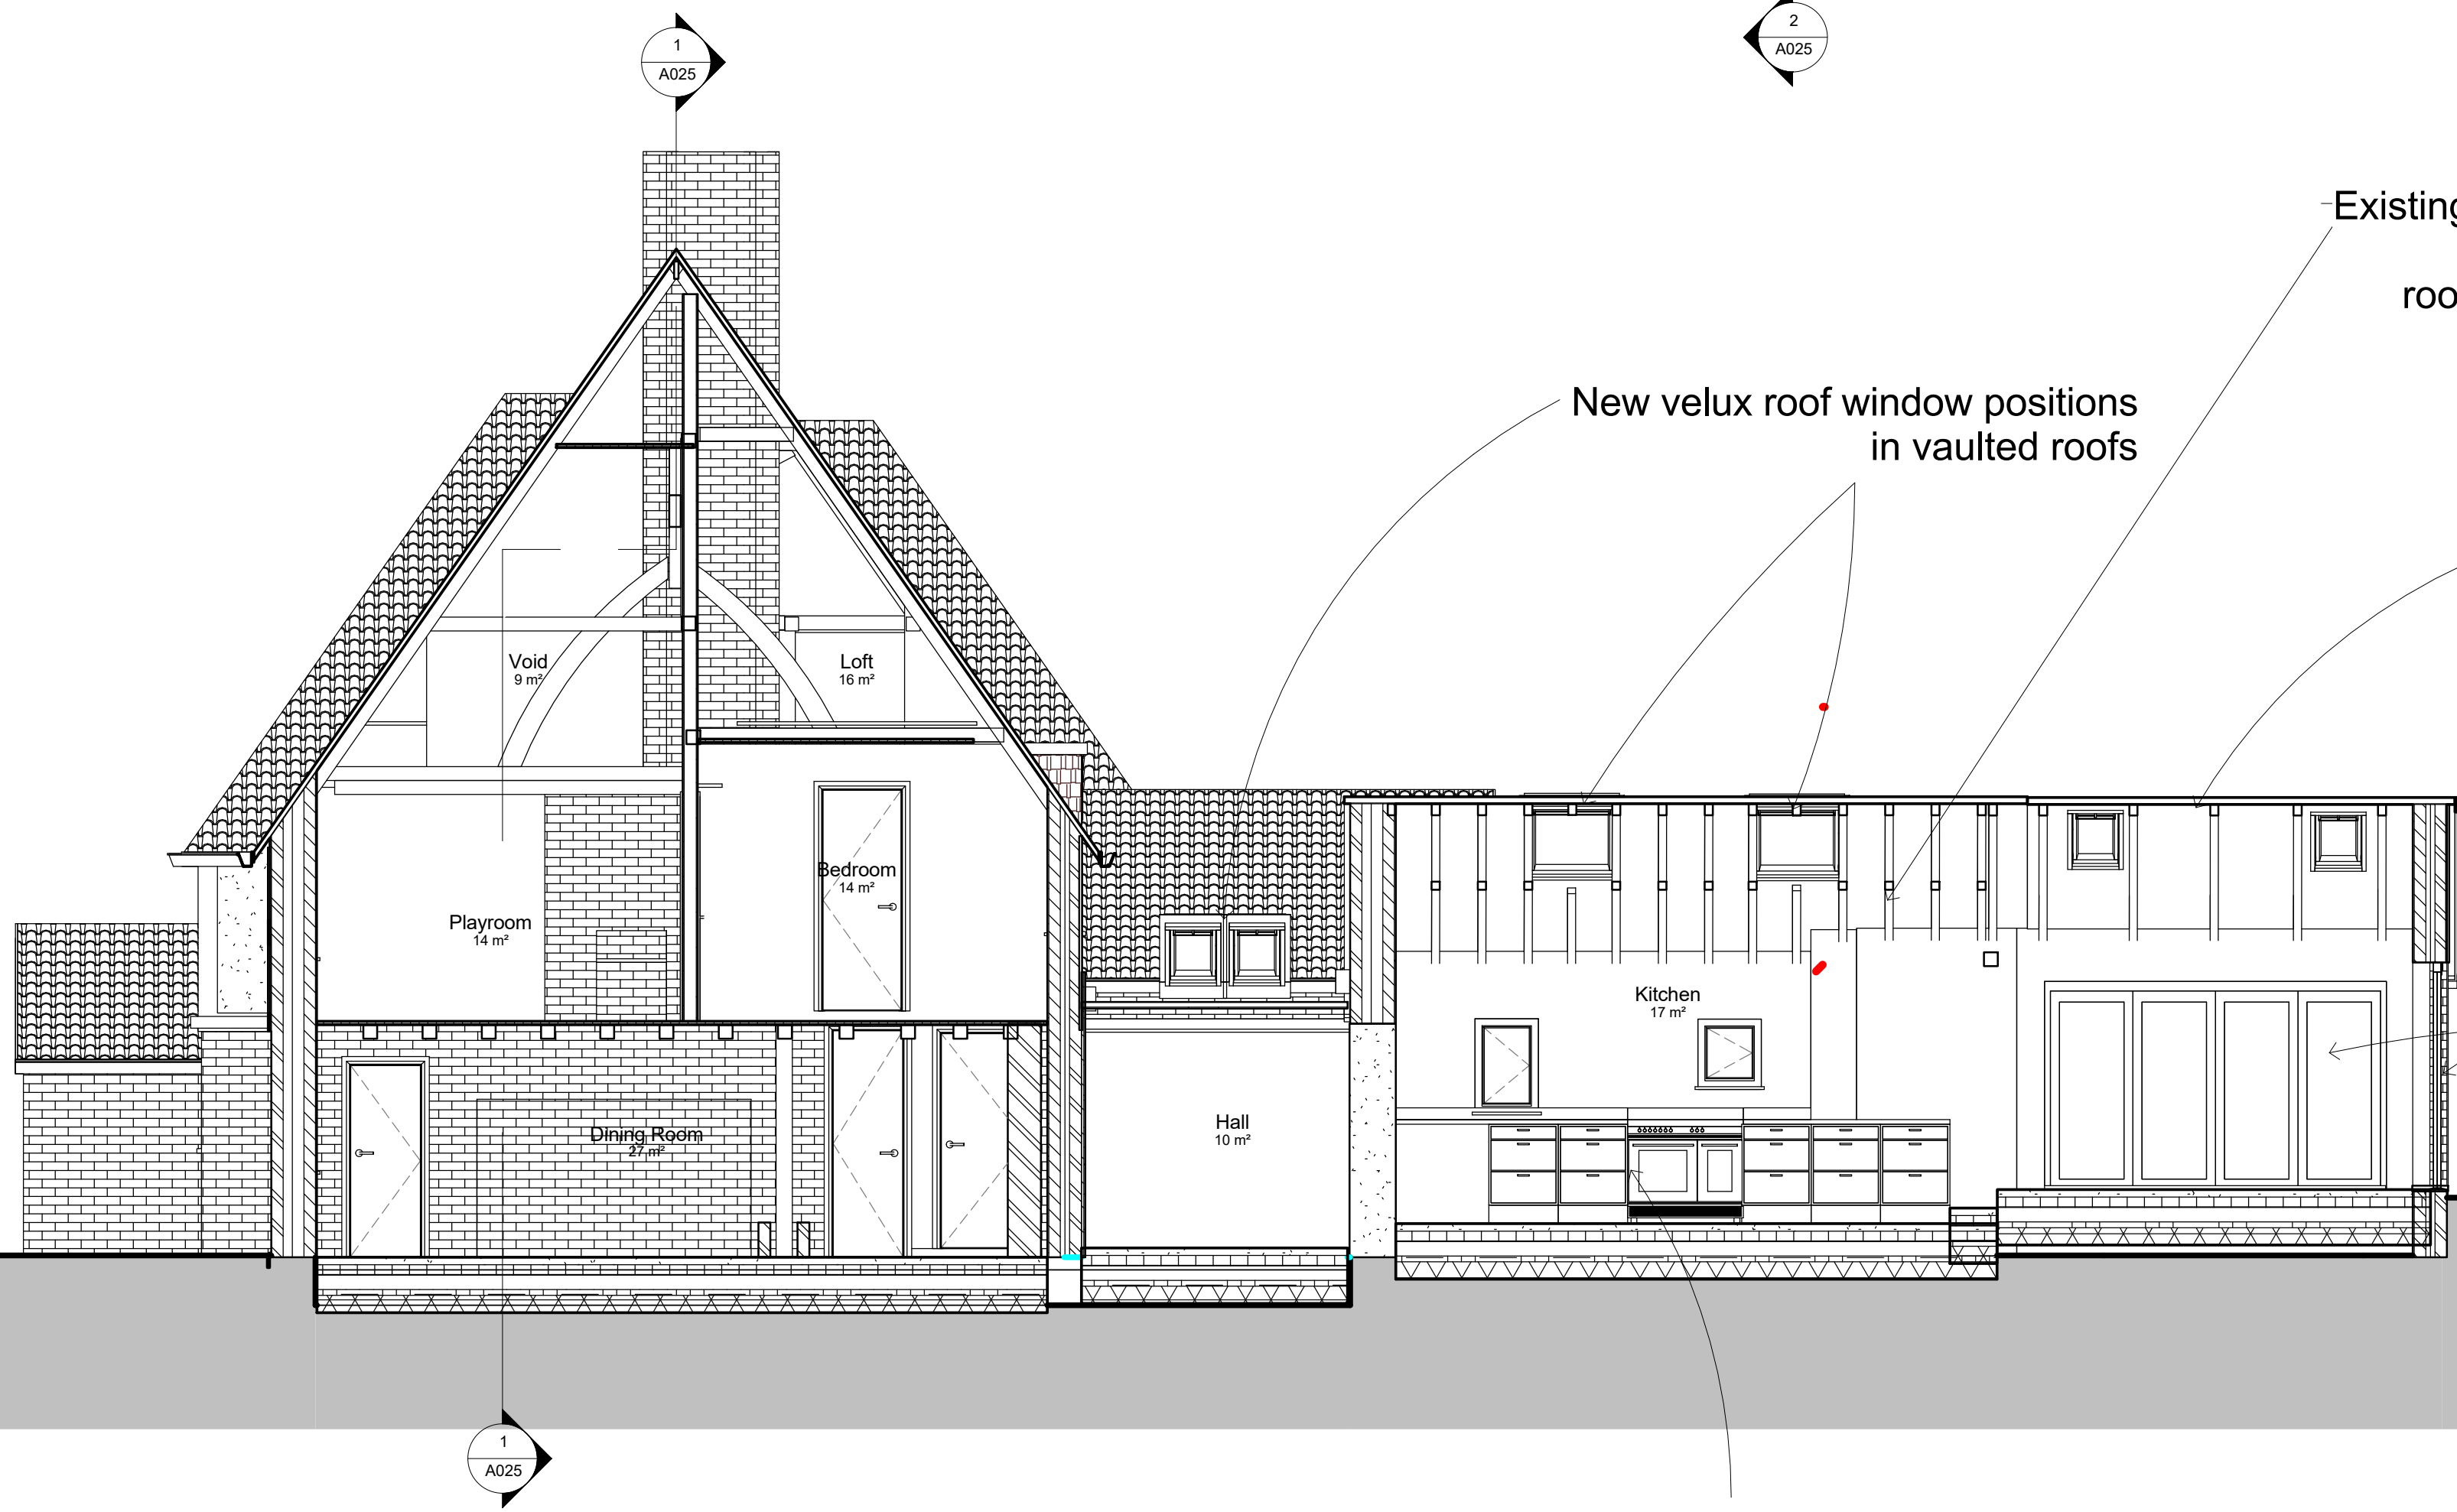 1
A025
2
A025
Existing
roo
New velux roof window positions
in vaulted roofs
Void
9 m²
Loft
16 m²
Bedroom
14 m²
Playroom
14 m²
Kitchen
17 m²
Hall
10 m²
Dining Room
27 m²
1
A025